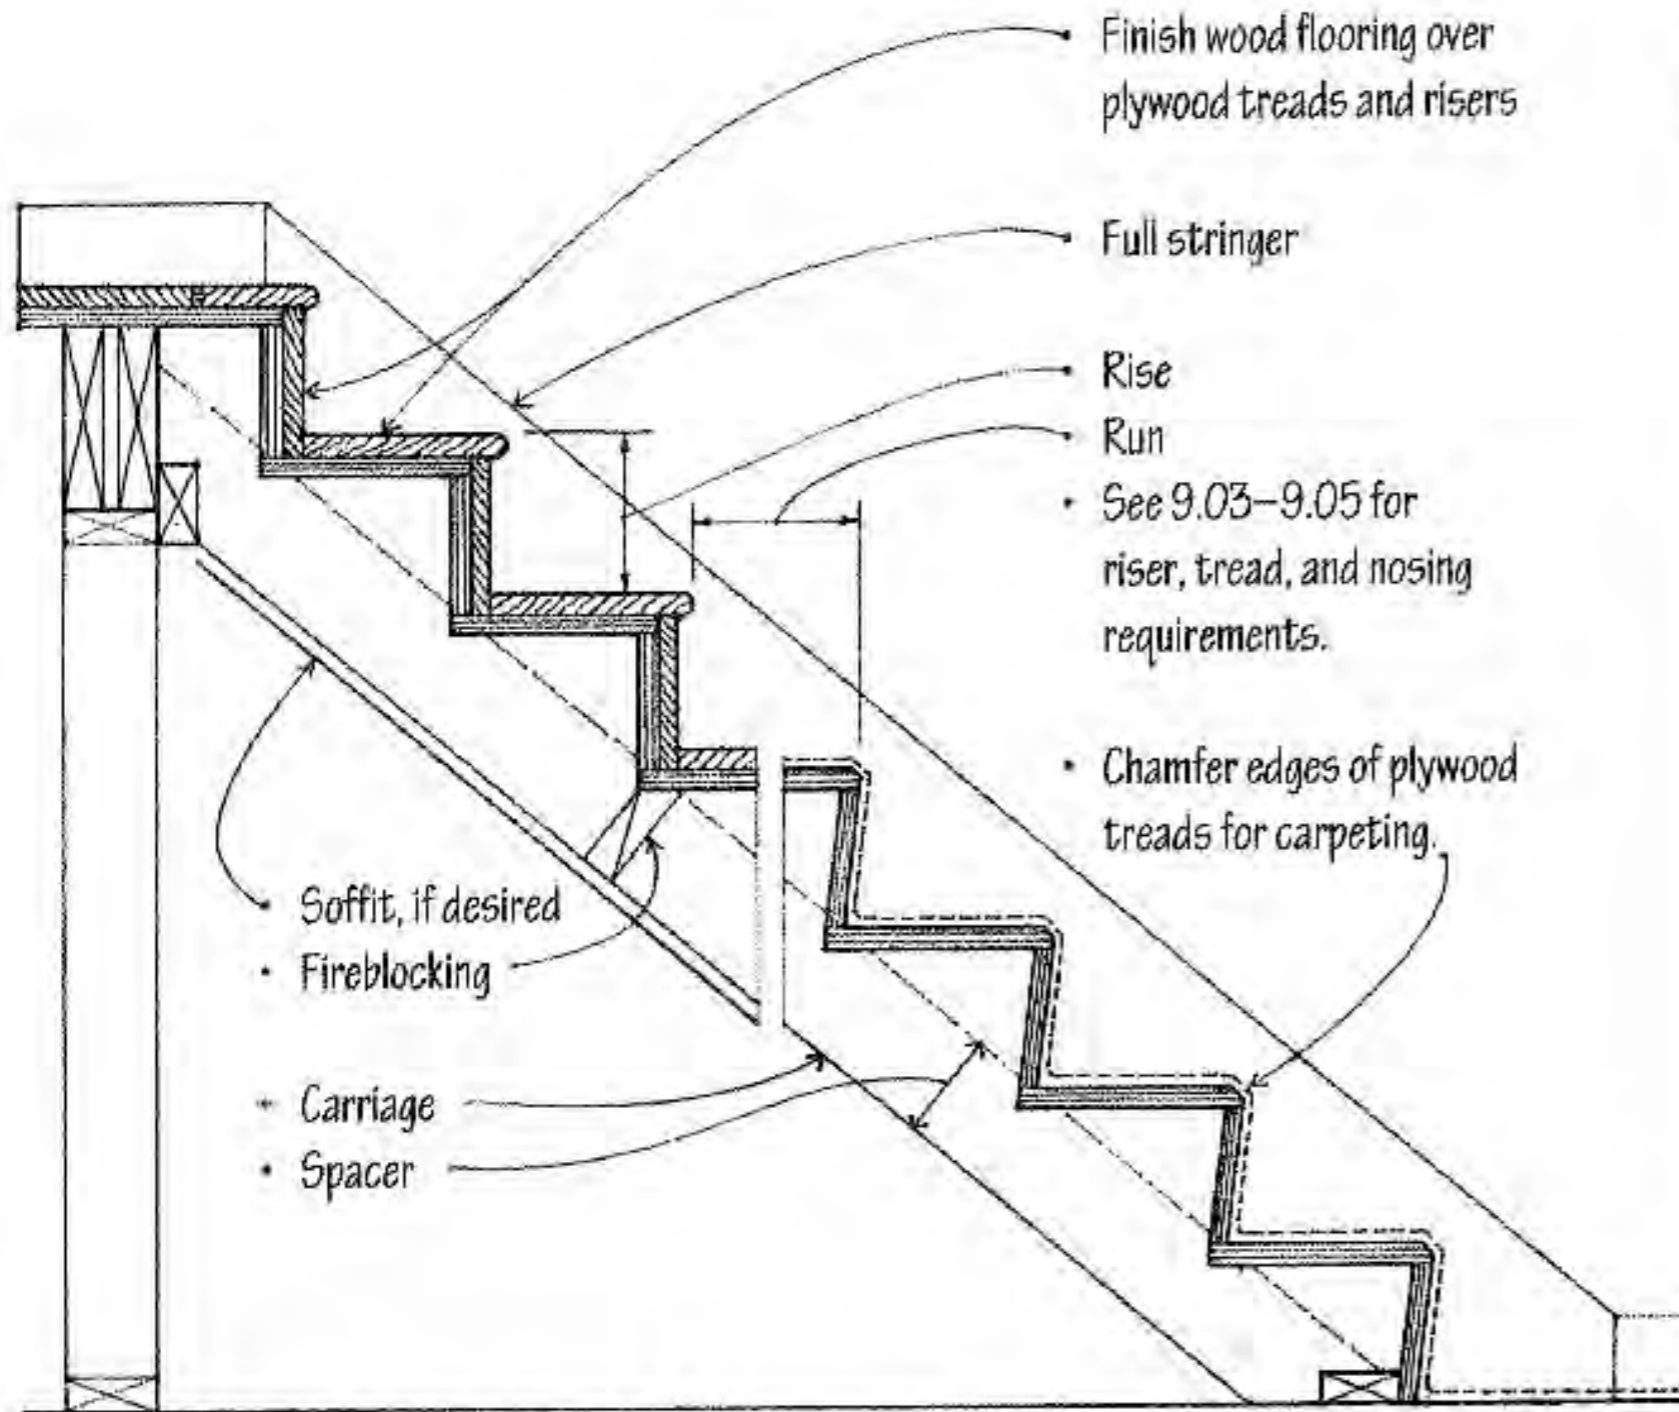 Finish wood flooring over
plywood treads and risers
Full stringer
Rise
Run
See 9.03–9.05 for
riser, tread, and nosing
requirements.
Chamfer edges of plywood
treads for carpeting.
Soffit, if desired
Fireblocking
Carriage
Spacer